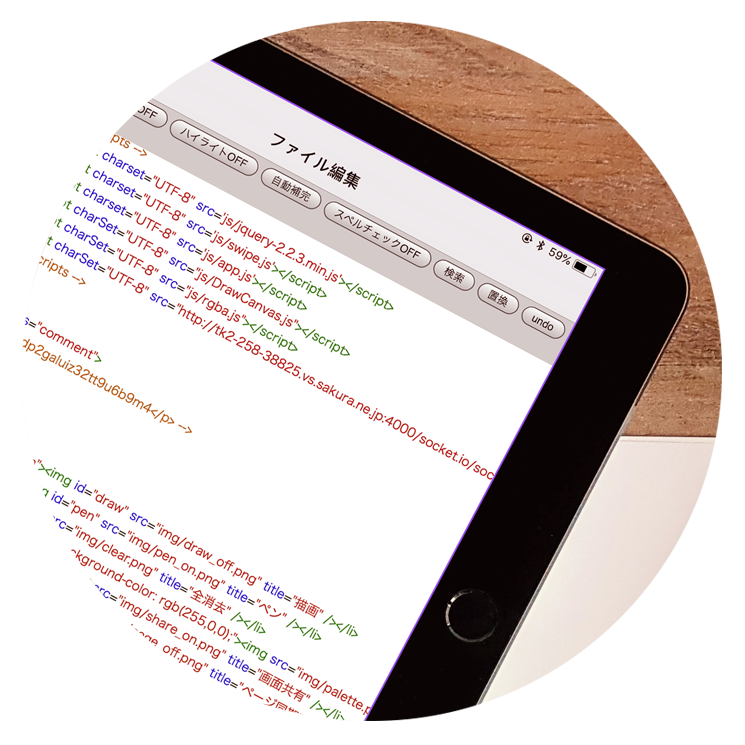 59%
ファイル編集
OFF ハイライトOFF 自動補完 スペルチェックOFF 検索 置換 undo
pts -->
charset="UTF-8" src='js/jquery-2.2.3.min.js'></script>
t charset="UTF-8" src='js/swipe.js'></script>
charSet="UTF-8" src=js/app.js></script>
t charSet="UTF-8" src="js/DrawCanvas.js"></script>
charSet="UTF-8" src="js/rgba.js"></script>
charSet="UTF-8" src="http://tk2-258-38825.vs.sakura.ne.jp:4000/socket.io/soc
cripts -->
s="comment">
dp2galuiz32tt9u6b9m4</p> -->
"><img id="draw" src="img/draw_off.png" title="描画" /></li>
id="pen" src="img/pen_on.png" title="ペン" /></li>
rc="img/clear.png" title="全消去" /></li>
kground-color: rgb(255,0,0);"><img src="img/palette.p
src="img/share_on.png" title="画面共有" /></li>
age_off.png" title="ページ同期" /></li>